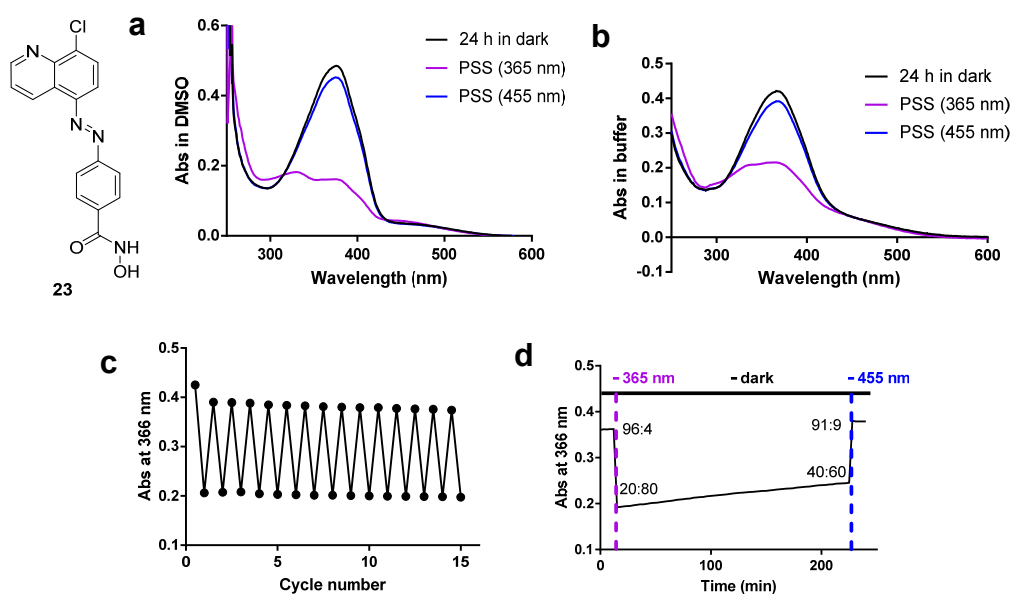 Cl
N
N
N
O
NH
OH
23
a
0.6
0.4
0.2
0.0
Abs in DMSO
300
400
500
600
Wavelength (nm)
24 h in dark
PSS (365 nm)
PSS (455 nm)
b
0.5
0.4
0.3
0.2
0.1
0.0
-0.1
Abs in buffer
300
400
500
600
Wavelength (nm)
24 h in dark
PSS (365 nm)
PSS (455 nm)
c
0.5
0.4
0.3
0.2
0.1
Abs at 366 nm
0
5
10
15
Cycle number
d
0.5
0.4
0.3
0.2
0.1
Abs at 366 nm
365 nm
dark
455 nm
96:4
91:9
20:80
40:60
0
100
200
Time (min)